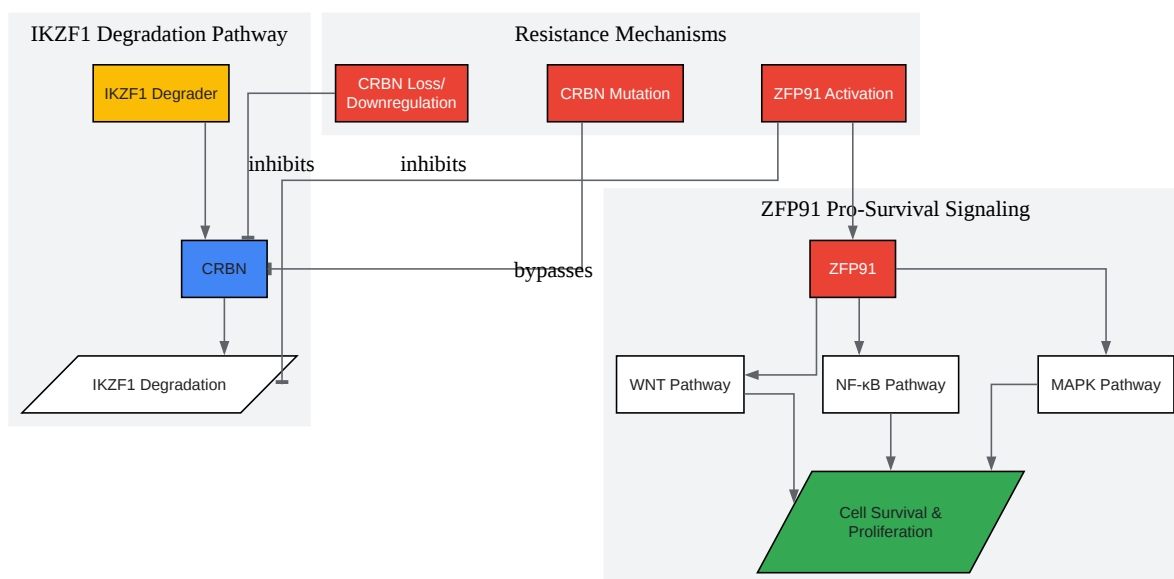 IKZF1 Degradation Pathway
Resistance Mechanisms
IKZF1 Degrader
CRBN Loss/
Downregulation
CRBN Mutation
ZFP91 Activation
inhibits
inhibits
ZFP91 Pro-Survival Signaling
CRBN
bypasses
ZFP91
IKZF1 Degradation
WNT Pathway
NF-κB Pathway
MAPK Pathway
Cell Survival &
Proliferation